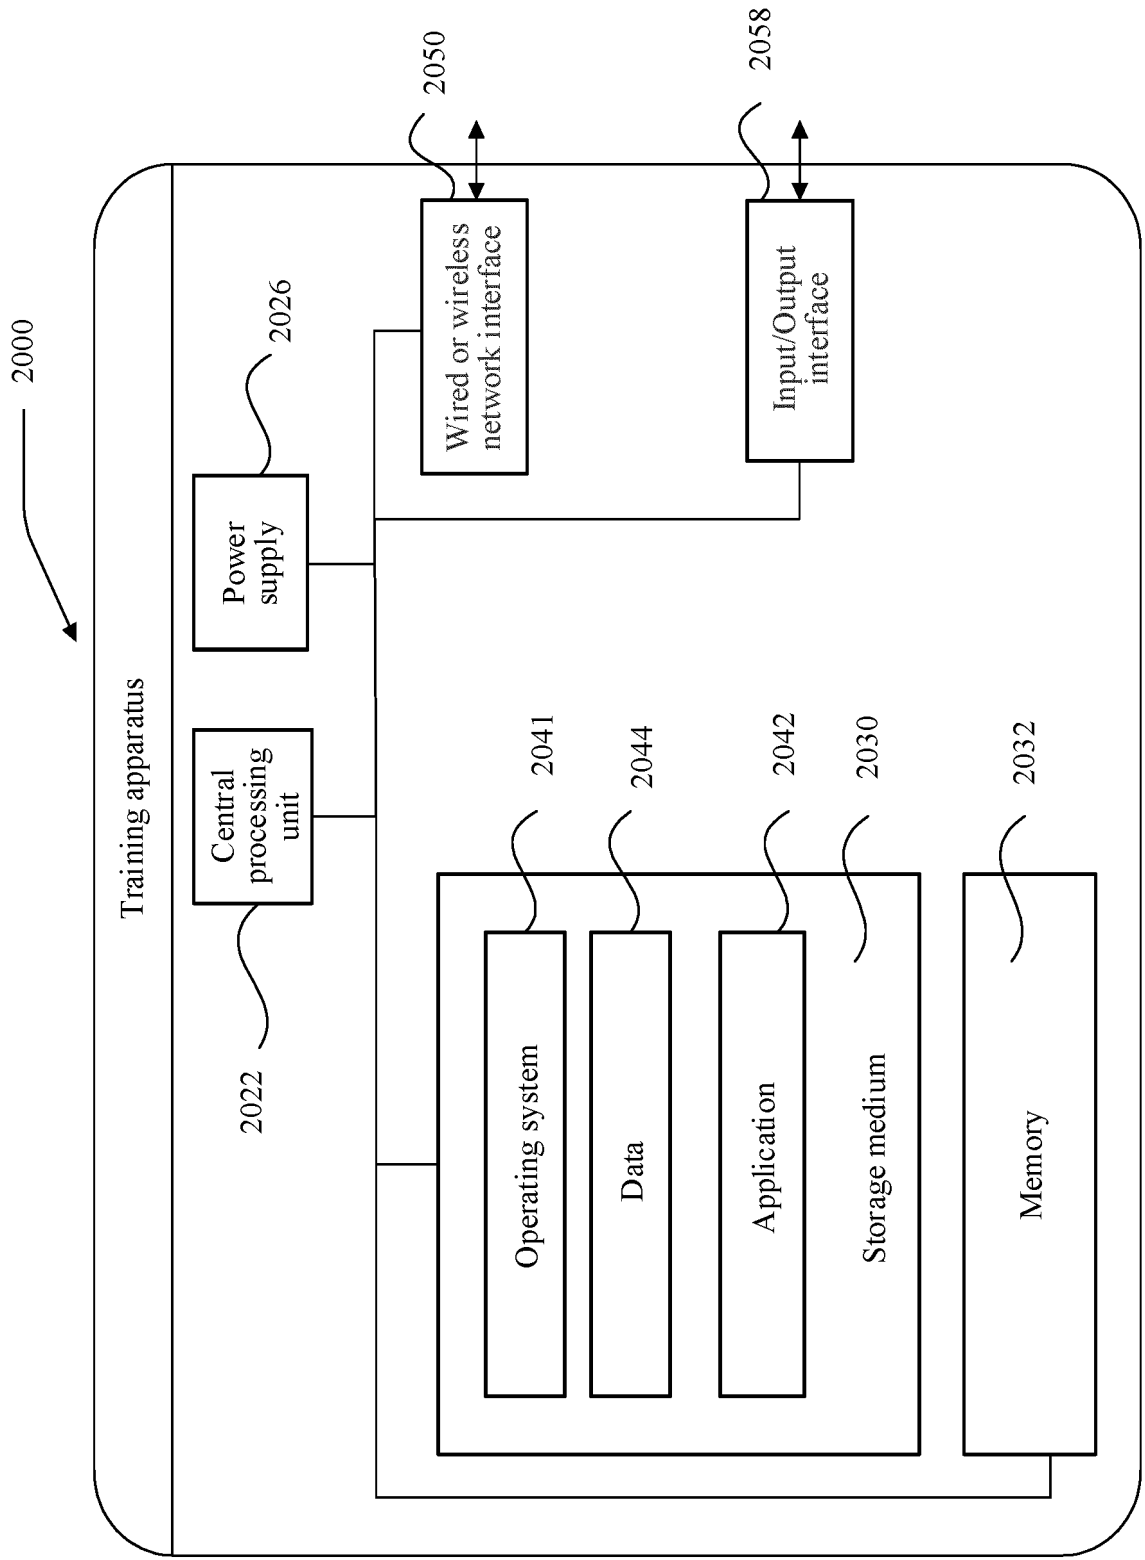 2000
Training apparatus
2022
Central
processing
unit
Power
supply
2026
Operating system
2041
Data
2044
Application
2042
Storage medium
2030
Memory
2032
Wired or wireless
network interface
2050
Input/Output
interface
2058